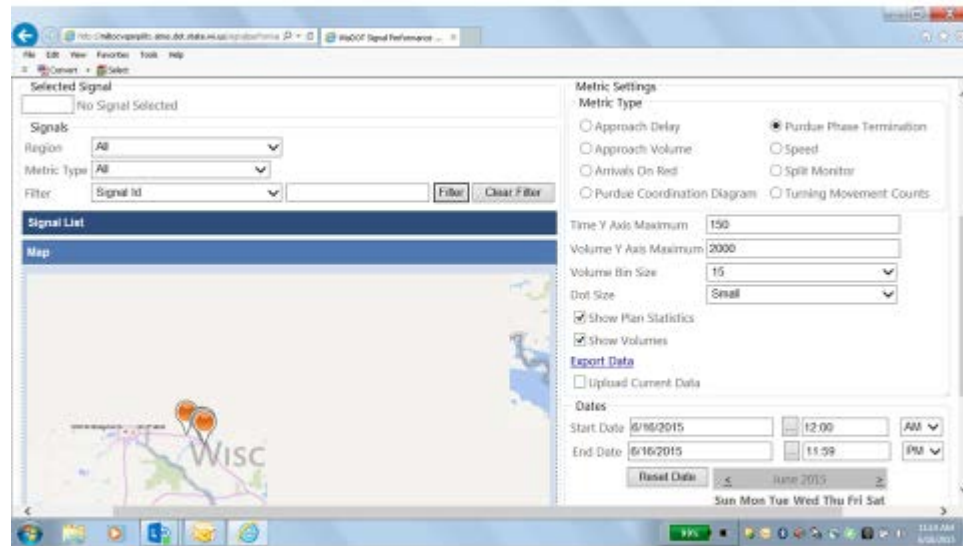 WisDOT Signal Performance ...
File Edit View Favorites Tools Help
Convert Select
Selected Signal
No Signal Selected
Signals
Region All
Metric Type All
Filter Signal Id Filter Clear Filter
Signal List
Map
WISC
Metric Settings
Metric Type
Approach Delay Purdue Phase Termination
Approach Volume Speed
Arrivals On Red Split Monitor
Purdue Coordination Diagram Turning Movement Counts
Time Y Axis Maximum 150
Volume Y Axis Maximum 2000
Volume Bin Size 15
Dot Size Small
Show Plan Statistics
Show Volumes
Export Data
Upload Current Data
Dates
Start Date 6/16/2015 ... 12:00 AM
End Date 6/16/2015 ... 11:59 PM
Reset Date < June 2015 >
Sun Mon Tue Wed Thu Fri Sat
99%